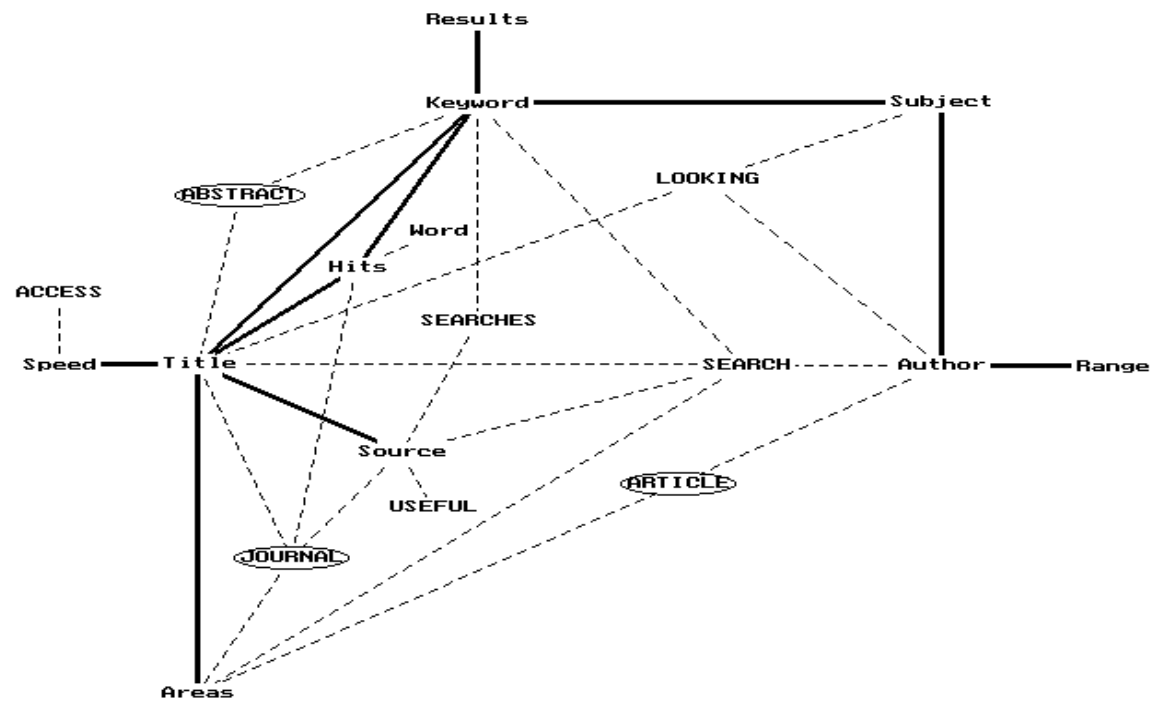 Results
Keyword
Subject
LOOKING
ABSTRACT
Word
Hits
ACCESS
SEARCHES
Speed
Title
SEARCH
Author
Range
Source
ARTICLE
USEFUL
JOURNAL
Areas